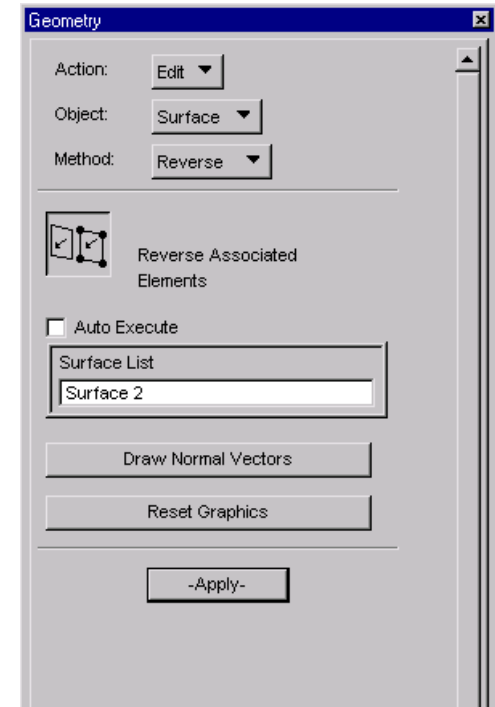 Geometry
Action: Edit
Object: Surface
Method: Reverse
Reverse Associated
Elements
Auto Execute
Surface List
Surface 2
Draw Normal Vectors
Reset Graphics
-Apply-